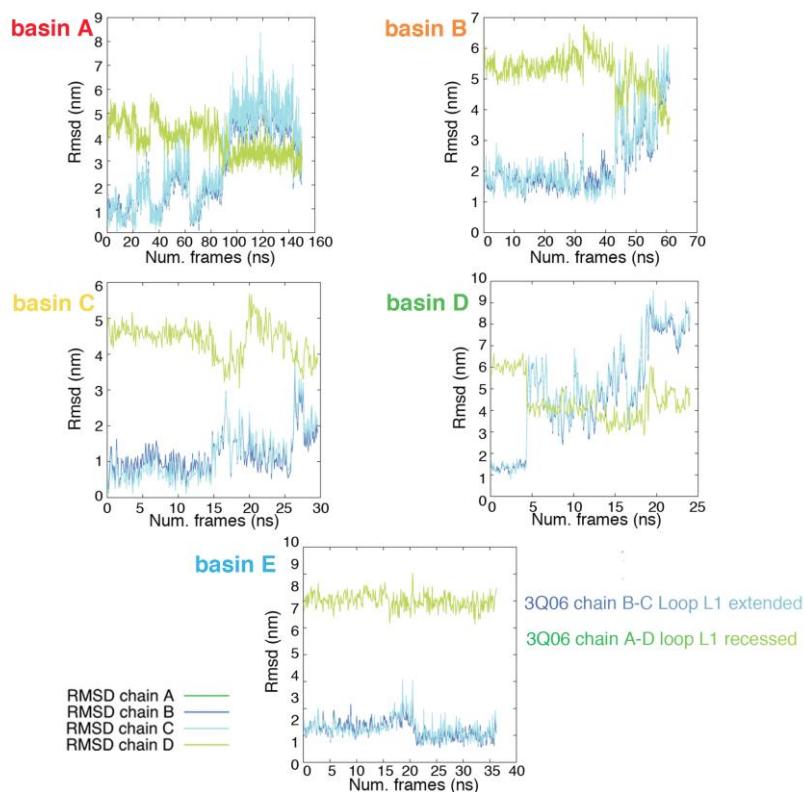 basin A
9
8
7
6
5
4
3
2
1
0
Rmsd (nm)
0 20 40 60 80 100 120 140 160
Num. frames (ns)
basin B
7
6
5
4
3
2
1
0
Rmsd (nm)
0 10 20 30 40 50 60 70
Num. frames (ns)
basin C
6
5
4
3
2
1
0
Rmsd (nm)
0 5 10 15 20 25 30
Num. frames (ns)
basin D
10
9
8
7
6
5
4
3
2
1
0
Rmsd (nm)
0 5 10 15 20 25
Num. frames (ns)
basin E
10
9
8
7
6
5
4
3
2
1
0
Rmsd (nm)
0 5 10 15 20 25 30 35 40
Num. frames (ns)
3Q06 chain B-C Loop L1 extended
3Q06 chain A-D loop L1 recessed
RMSD chain A
RMSD chain B
RMSD chain C
RMSD chain D